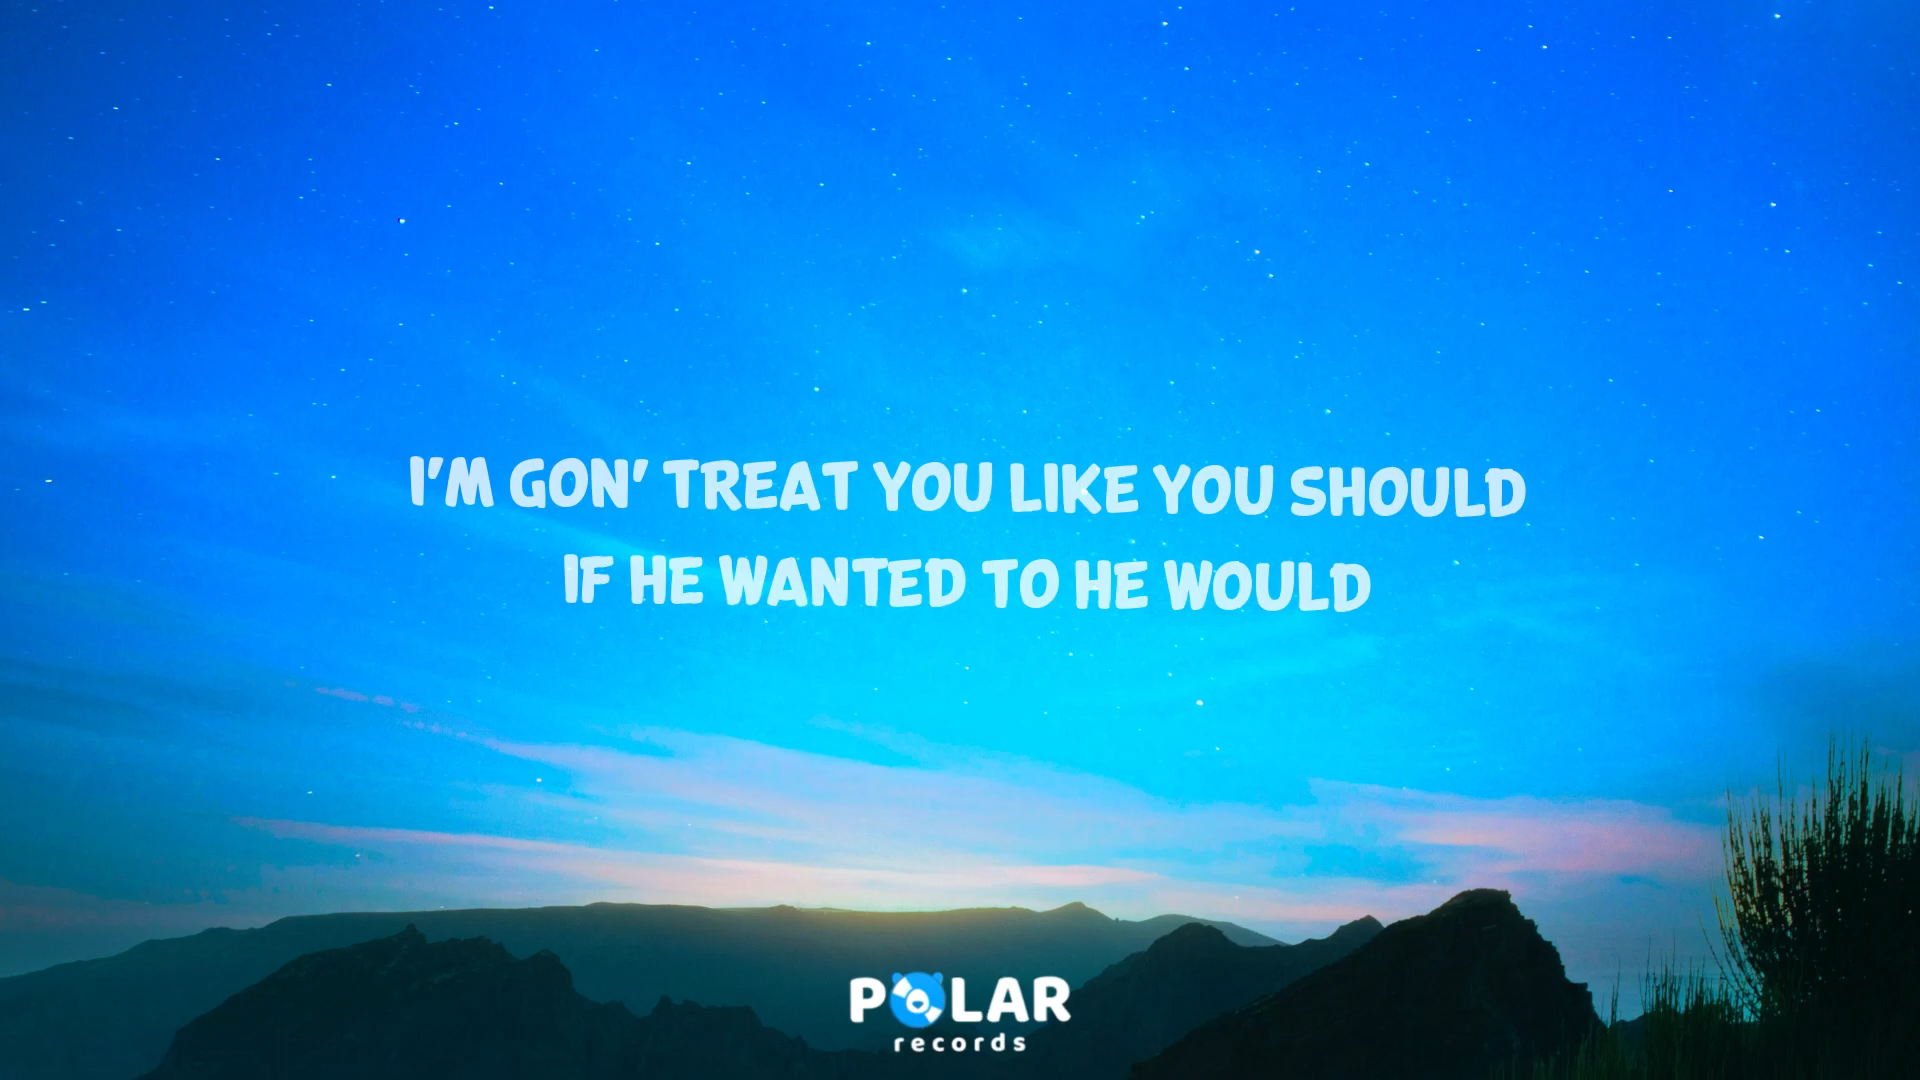 I'M GON' TREAT YOU LIKE YOU SHOULD
IF HE WANTED TO HE WOULD
POLAR
records